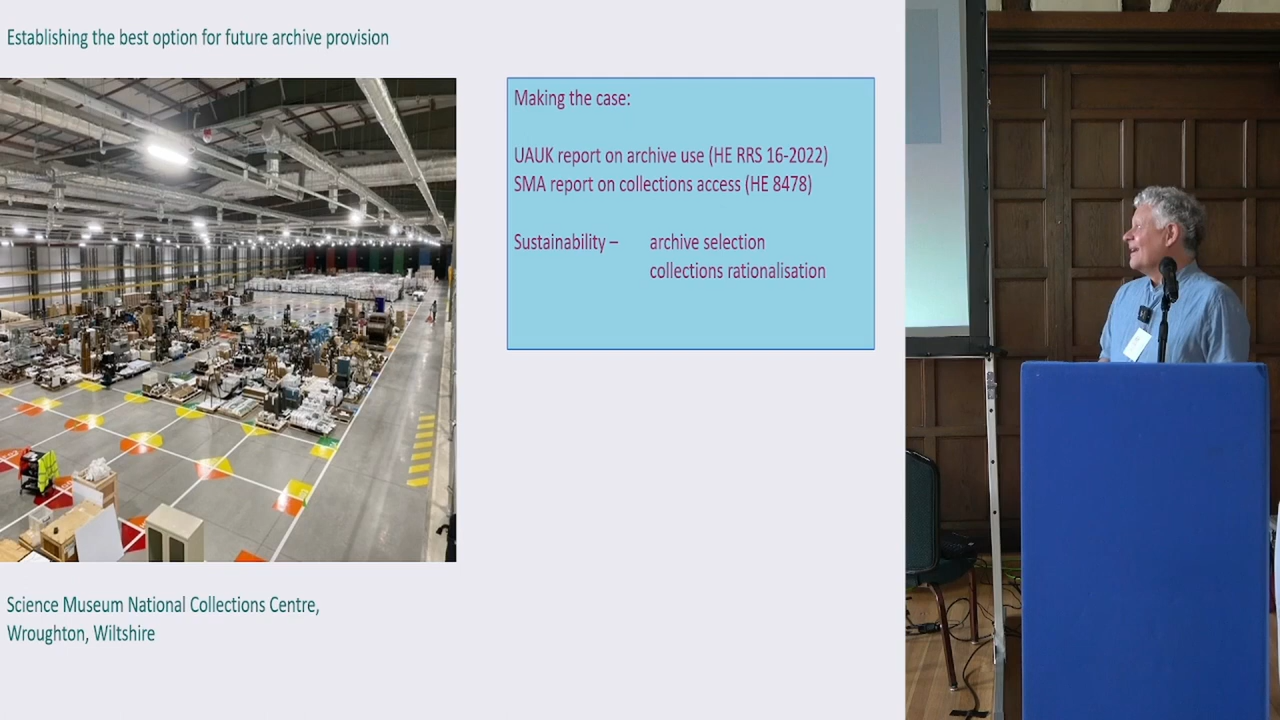 Establishing the best option for future archive provision
Making the case:
UAUK report on archive use (HE RRS 16-2022)
SMA report on collections access (HE 8478)
Sustainability – archive selection
collections rationalisation
Science Museum National Collections Centre,
Wroughton, Wiltshire